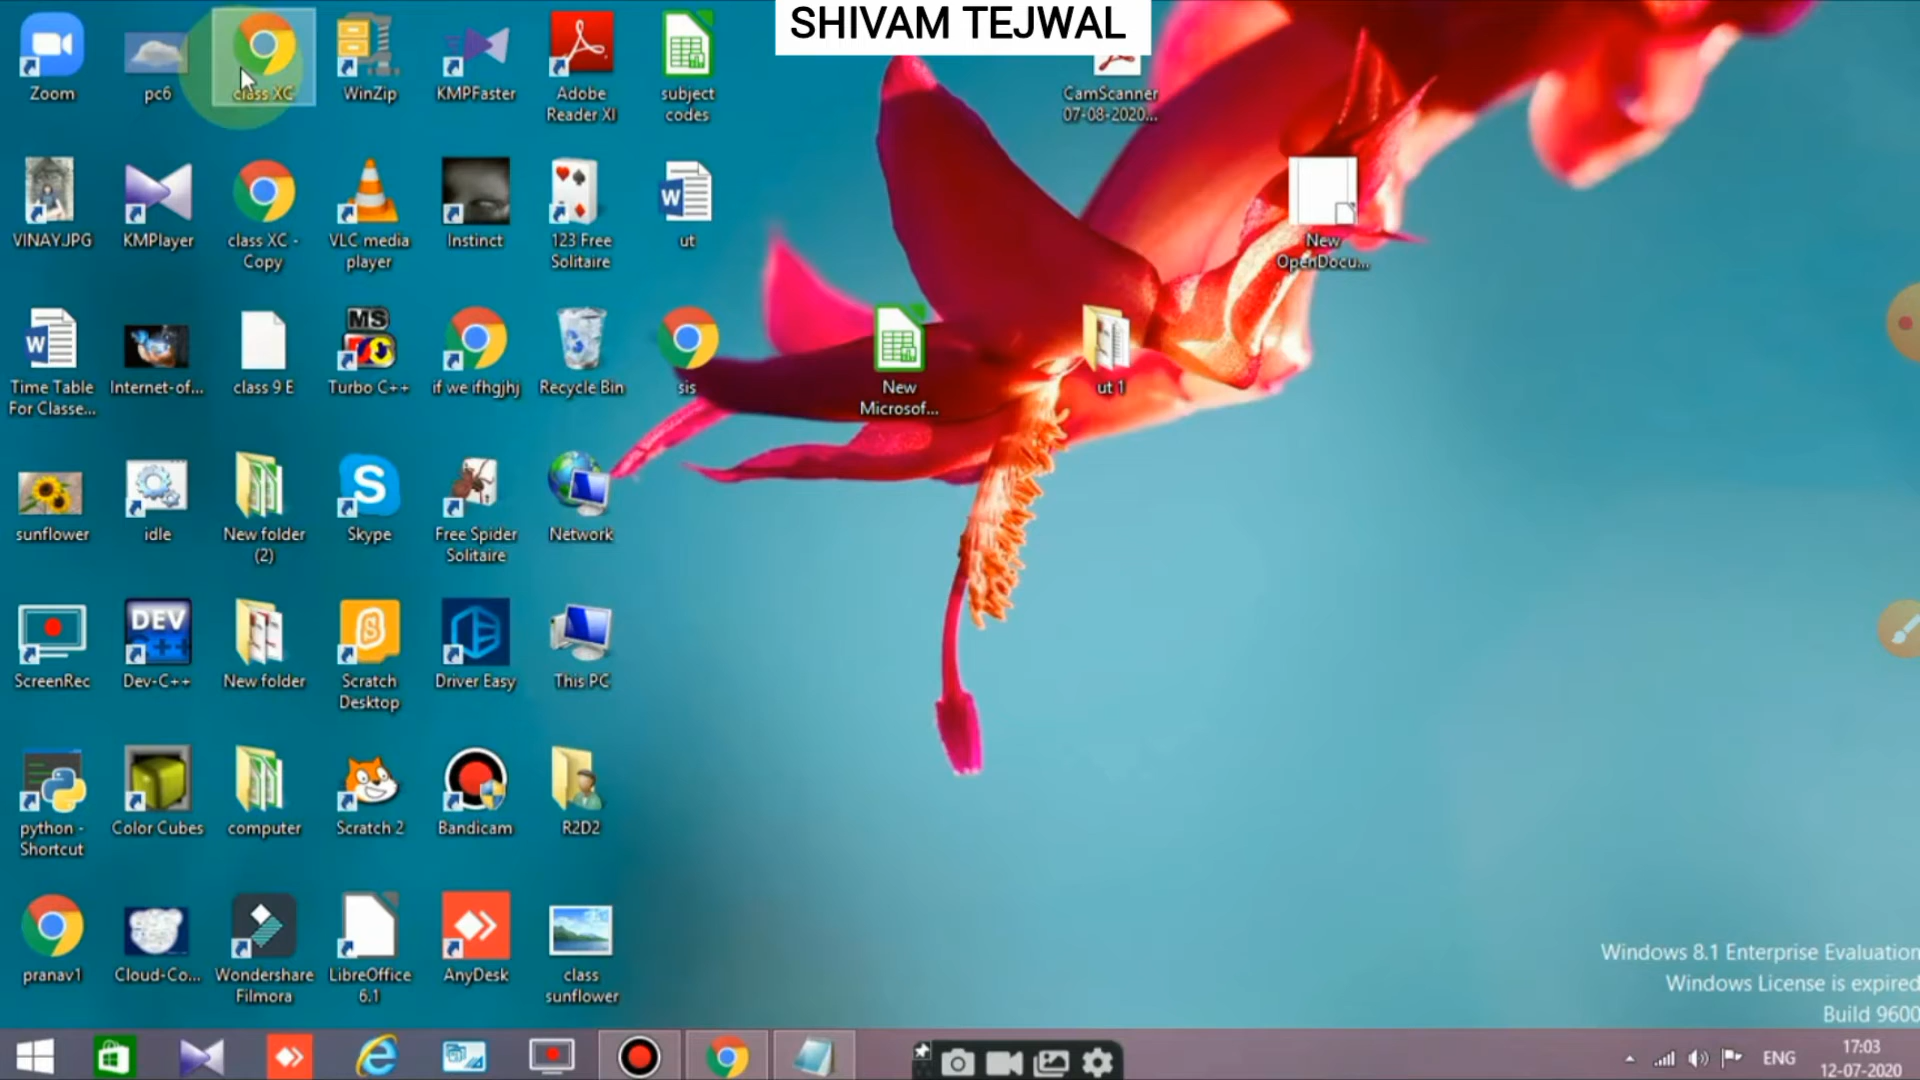 SHIVAM TEJWAL
Zoom
pc6
class XC
WinZip
KMPFaster
Adobe
Reader XI
subject
codes
CamScanner
07-08-2020...
VINAY.JPG
KMPlayer
class XC -
Copy
VLC media
player
Instinct
123 Free
Solitaire
ut
New
OpenDocu...
Time Table
For Classe...
Internet-of...
class 9 E
MS
Turbo C++
if we ifhgjhj
Recycle Bin
sis
New
Microsof...
ut 1
sunflower
idle
New folder
(2)
Skype
Free Spider
Solitaire
Network
ScreenRec
DEV
C++
Dev-C++
New folder
Scratch
Desktop
Driver Easy
This PC
python -
Shortcut
Color Cubes
computer
Scratch 2
Bandicam
R2D2
pranav1
Cloud-Co...
Wondershare
Filmora
LibreOffice
6.1
AnyDesk
class
sunflower
Windows 8.1 Enterprise Evaluation
Windows License is expired
Build 9600
ENG
17:03
12-07-2020